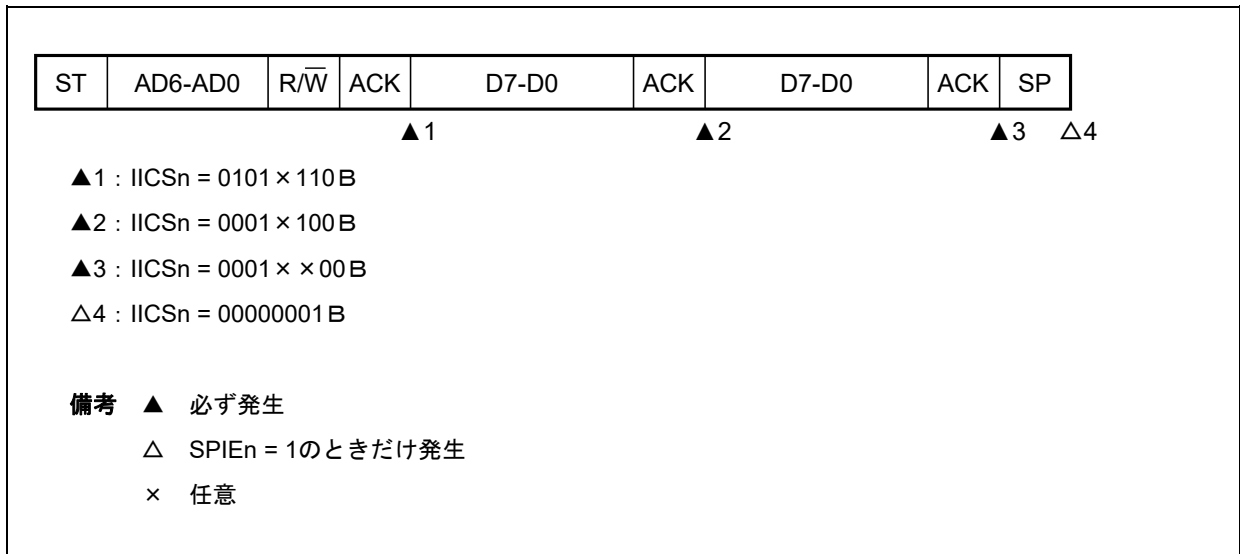 ST AD6-AD0 R/W̅ ACK D7-D0 ACK D7-D0 ACK SP
▲1 ▲2 ▲3 △4
▲1：IICSn = 0101×110B
▲2：IICSn = 0001×100B
▲3：IICSn = 0001××00B
△4：IICSn = 00000001B
備考 ▲ 必ず発生
△ SPIEn = 1のときだけ発生
× 任意